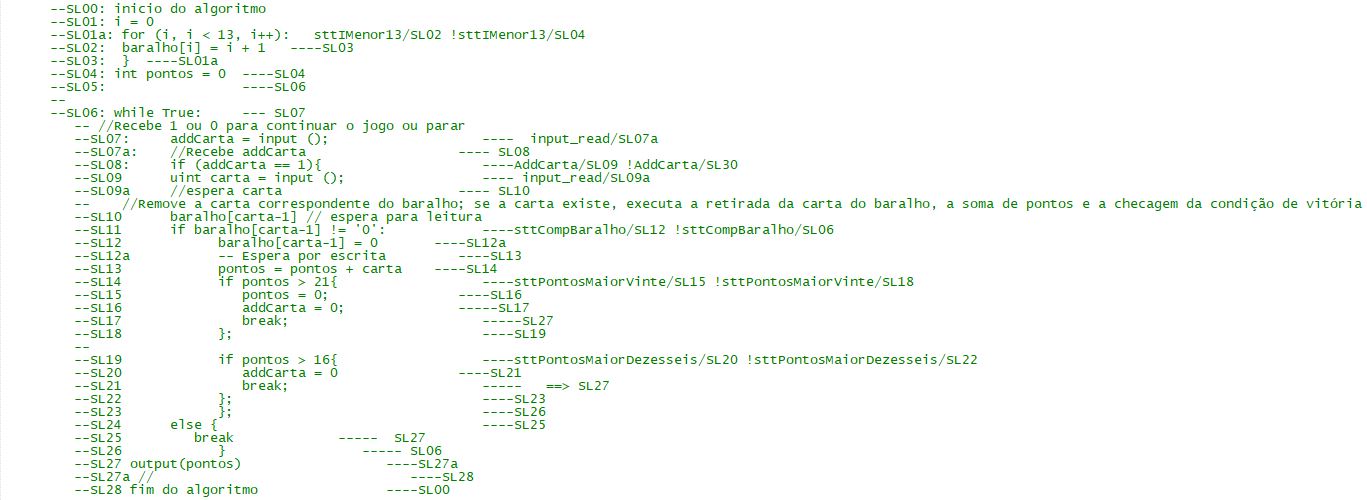 --SL00: inicio do algoritmo
--SL01: i = 0
--SL01a: for (i, i < 13, i++):   sttIMenor13/SL02 !sttIMenor13/SL04
--SL02:  baralho[i] = i + 1   ----SL03
--SL03:  }  ----SL01a
--SL04: int pontos = 0  ----SL04
--SL05:                 ----SL06
--
--SL06: while True:     --- SL07
   -- //Recebe 1 ou 0 para continuar o jogo ou parar
   --SL07:     addCarta = input ();                   ----  input_read/SL07a
   --SL07a:    //Recebe addCarta                   ---- SL08
   --SL08:     if (addCarta == 1){                    ----AddCarta/SL09 !AddCarta/SL30
   --SL09      uint carta = input ();                 ---- input_read/SL09a
   --SL09a     //espera carta                      ---- SL10
   --    //Remove a carta correspondente do baralho; se a carta existe, executa a retirada da carta do baralho, a soma de pontos e a checagem da condição de vitória
   --SL10      baralho[carta-1] // espera para leitura
   --SL11      if baralho[carta-1] != '0':            ----sttCompBaralho/SL12 !sttCompBaralho/SL06
   --SL12            baralho[carta-1] = 0       ----SL12a
   --SL12a           -- Espera por escrita         ----SL13
   --SL13            pontos = pontos + carta    ----SL14
   --SL14            if pontos > 21{                  ----sttPontosMaiorVinte/SL15 !sttPontosMaiorVinte/SL18
   --SL15               pontos = 0;                ----SL16
   --SL16               addCarta = 0;              -----SL17
   --SL17               break;                        -----SL27
   --SL18            };                               ----SL19
   --
   --SL19            if pontos > 16{                  ----sttPontosMaiorDezesseis/SL20 !sttPontosMaiorDezesseis/SL22
   --SL20               addCarta = 0               ----SL21
   --SL21               break;                        -----   ==> SL27
   --SL22            };                               ----SL23
   --SL23            };                               ----SL26
   --SL24      else {                                 ----SL25
   --SL25         break             -----  SL27
   --SL26            }                 ----- SL06
   --SL27 output(pontos)                  ----SL27a
   --SL27a //                                ----SL28
   --SL28 fim do algoritmo                ----SL00